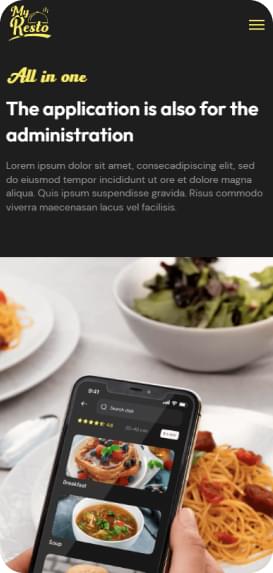 My
Resto
All in one
The application is also for the
administration
Lorem ipsum dolor sit amet, consecadipiscing elit, sed
do eiusmod tempor incididunt ut ore et dolore magna
aliqua. Quis ipsum suspendisse gravida. Risus commodo
viverra maecenasan lacus vel facilisis.
9:41
Search dish
Breakfast
Soup